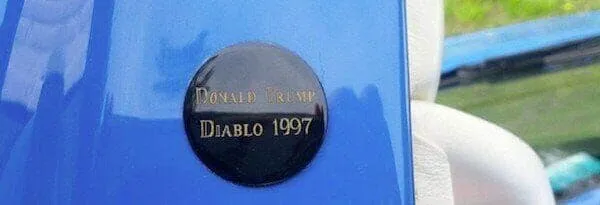 Donald Trump
Diablo 1997